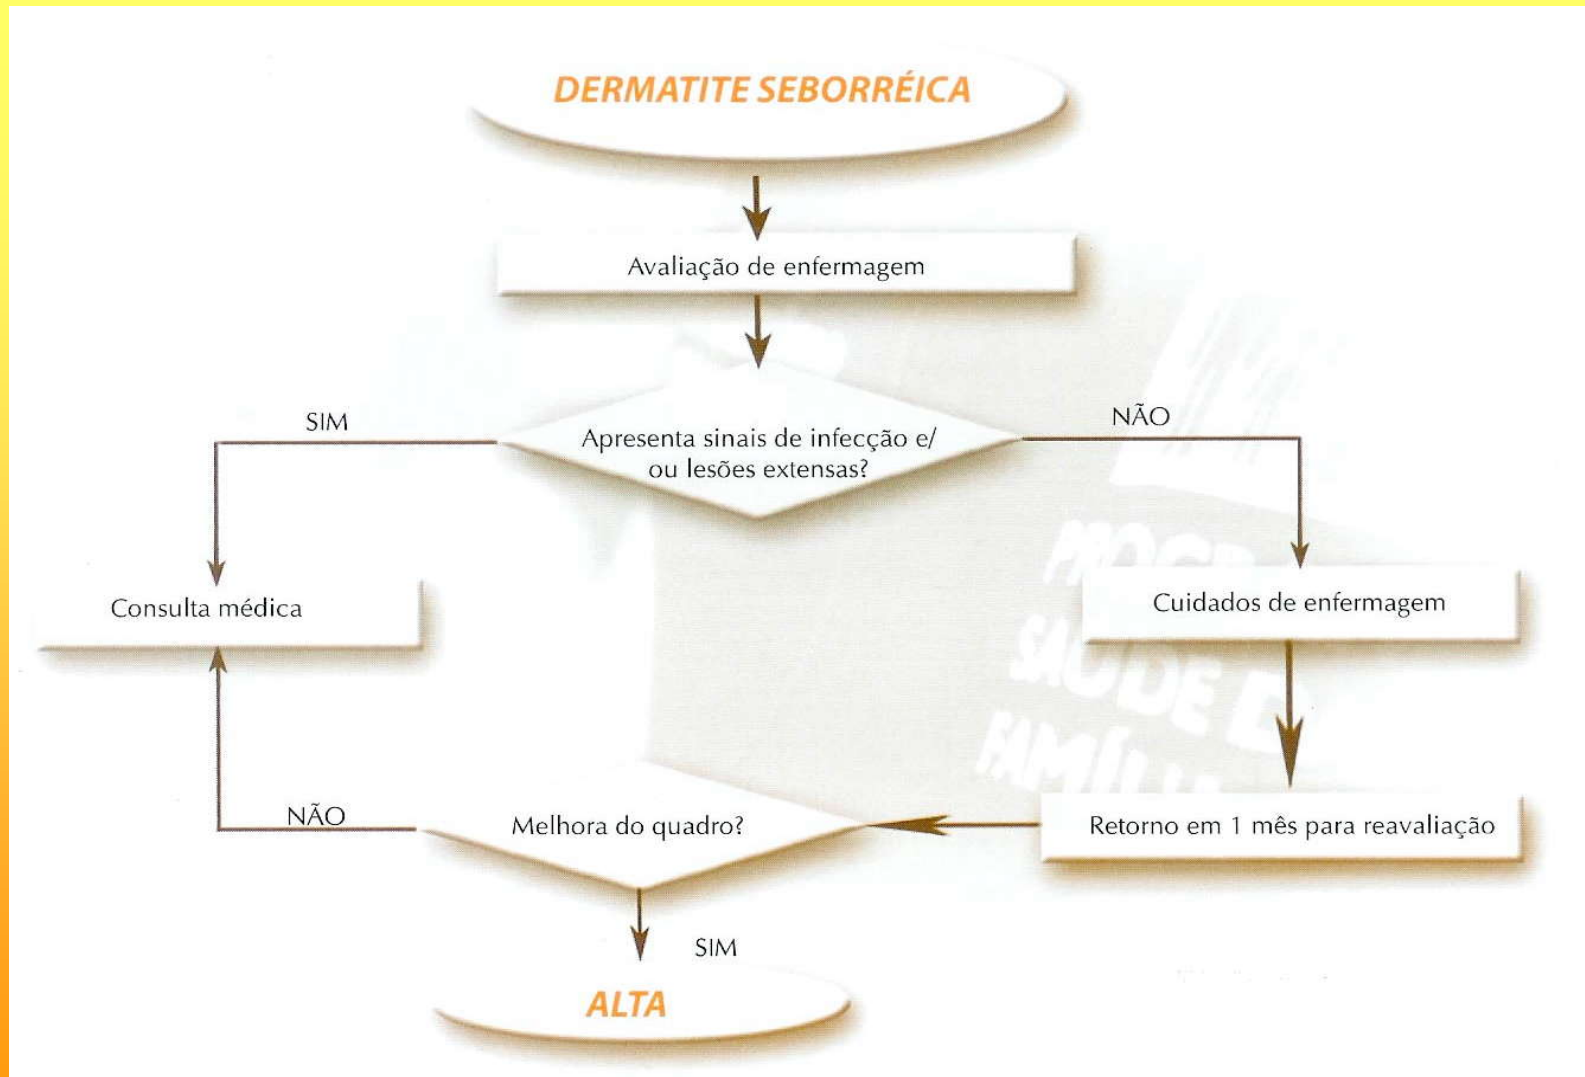 DERMATITE SEBORRÉICA
Avaliação de enfermagem
SIM
NÃO
Apresenta sinais de infecção e/
ou lesões extensas?
Consulta médica
Cuidados de enfermagem
NÃO
Melhora do quadro?
Retorno em 1 mês para reavaliação
SIM
ALTA
SAÚDE D